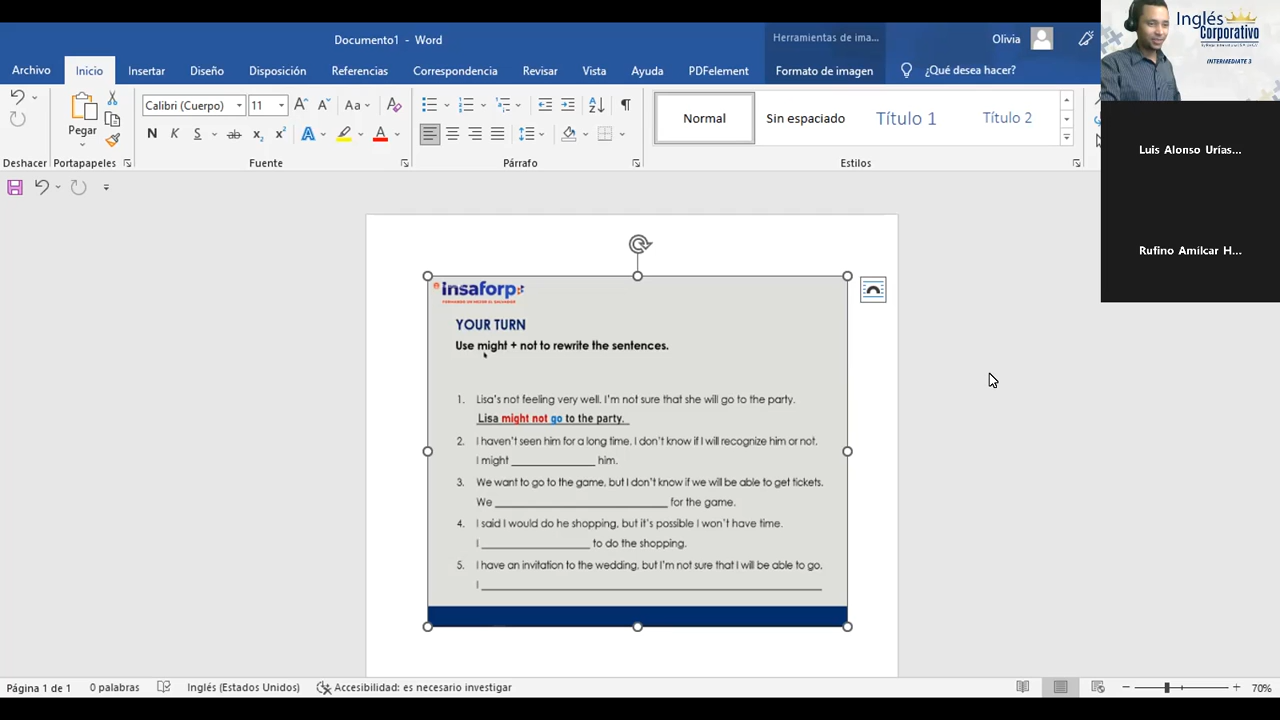 Documento1 - Word
Herramientas de ima...
Olivia
Archivo Inicio Insertar Diseño Disposición Referencias Correspondencia Revisar Vista Ayuda PDFelement Formato de imagen ¿Qué desea hacer?
Pegar
Calibri (Cuerpo) 11
Normal Sin espaciado Título 1 Título 2
Deshacer Portapapeles Fuente Párrafo Estilos
Inglés
Corporativo
INTERMEDIATE 3
Luis Alonso Urías...
Rufino Amílcar H...
insaforp
YOUR TURN
Use might + not to rewrite the sentences.
1. Lisa's not feeling very well. I'm not sure that she will go to the party.
Lisa might not go to the party.
2. I haven't seen him for a long time. I don't know if I will recognize him or not.
I might ______________ him.
3. We want to go to the game, but I don't know if we will be able to get tickets.
We _____________________________ for the game.
4. I said I would do he shopping, but it's possible I won't have time.
I __________________ to do the shopping.
5. I have an invitation to the wedding, but I'm not sure that I will be able to go.
I _________________________________________________________
Página 1 de 1 0 palabras Inglés (Estados Unidos) Accesibilidad: es necesario investigar 70%